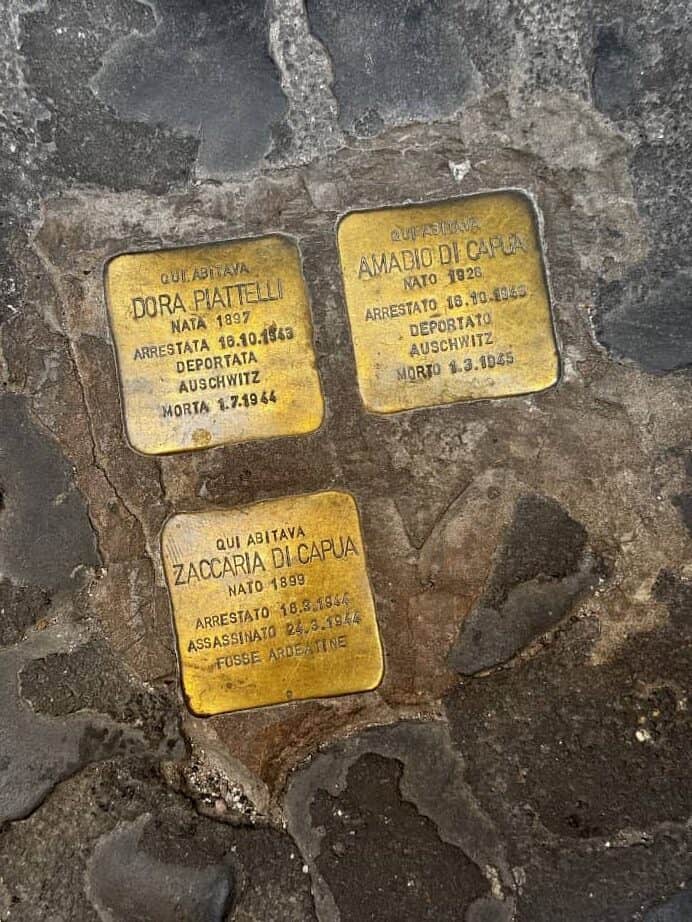 QUI ABITAVA
DORA PIATTELLI
NATA 1897
ARRESTATA 16.10.1943
DEPORTATA
AUSCHWITZ
MORTA 1.7.1944
QUI ABITAVA
AMADIO DI CAPUA
NATO 1926
ARRESTATO 16.10.1943
DEPORTATO
AUSCHWITZ
MORTO 1.3.1945
QUI ABITAVA
ZACCARIA DI CAPUA
NATO 1899
ARRESTATO 18.3.1944
ASSASSINATO 24.3.1944
FOSSE ARDEATINE